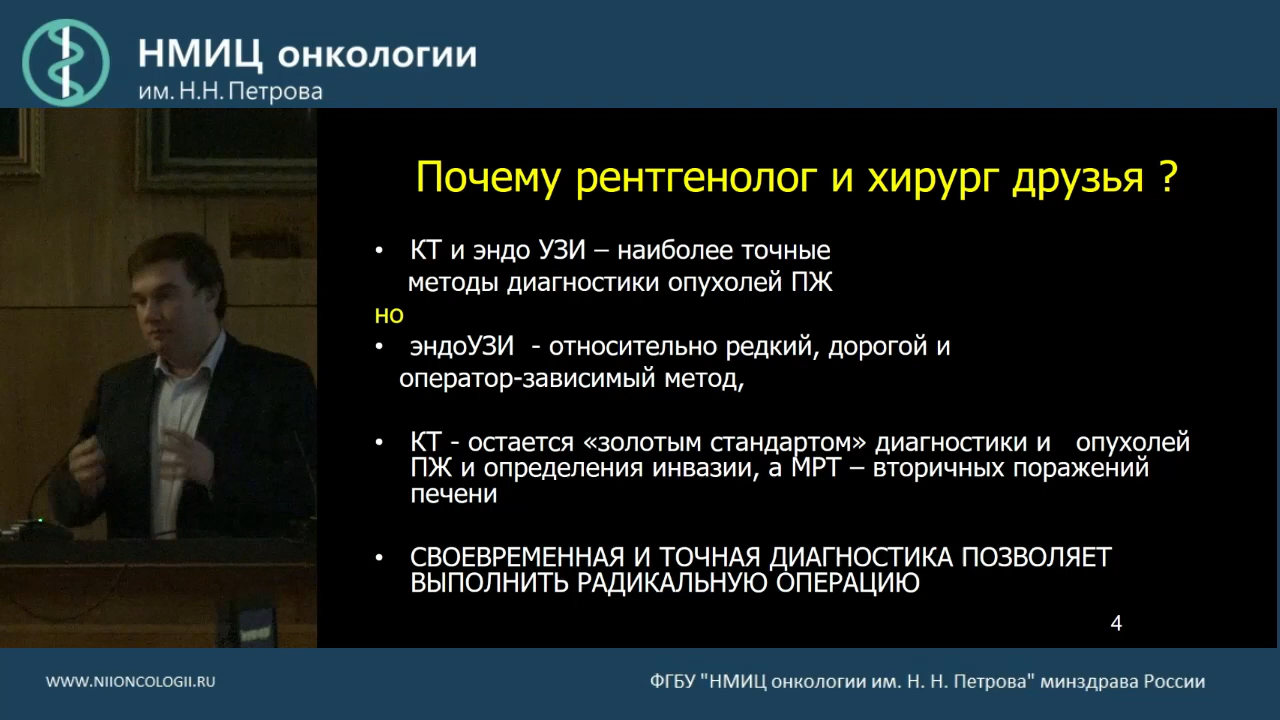 НМИЦ онкологии
им. Н.Н. Петрова
Почему рентгенолог и хирург друзья ?
• КТ и эндо УЗИ – наиболее точные
методы диагностики опухолей ПЖ
но
• эндоУЗИ - относительно редкий, дорогой и
оператор-зависимый метод,
• КТ - остается «золотым стандартом» диагностики и опухолей
ПЖ и определения инвазии, а МРТ – вторичных поражений
печени
• СВОЕВРЕМЕННАЯ И ТОЧНАЯ ДИАГНОСТИКА ПОЗВОЛЯЕТ
ВЫПОЛНИТЬ РАДИКАЛЬНУЮ ОПЕРАЦИЮ
4
WWW.NIIONCOLOGII.RU
ФГБУ "НМИЦ онкологии им. Н. Н. Петрова" минздрава России